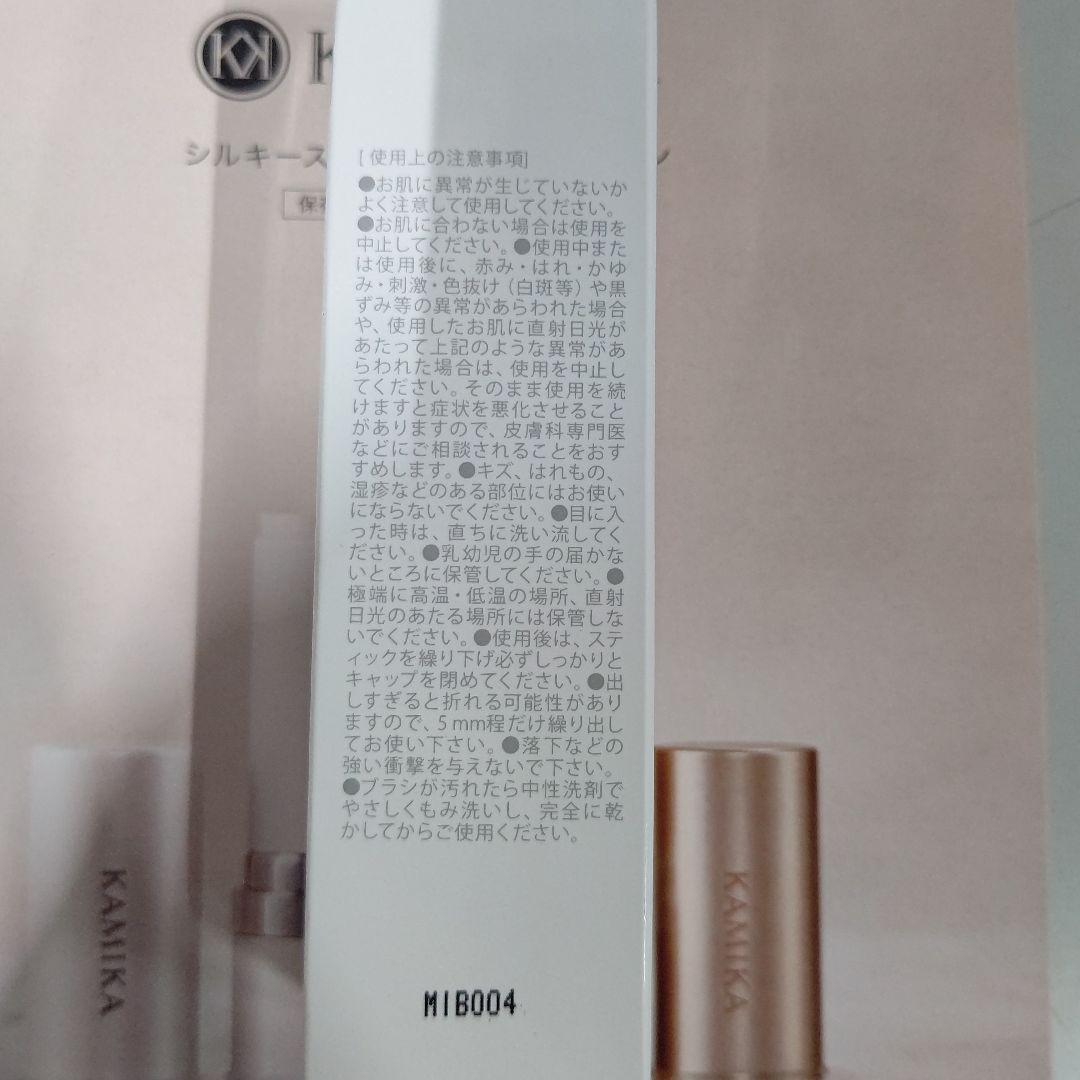 KK
シルキース
ン
保
[使用上の注意事項]
●お肌に異常が生じていないか
よく注意して使用してください。
●お肌に合わない場合は使用を
中止してください。●使用中また
は使用後に、赤み・はれ・かゆ
み・刺激・色抜け（白斑等）や黒
ずみ等の異常があらわれた場合
や、使用したお肌に直射日光が
あたって上記のような異常があ
らわれた場合は、使用を中止し
てください。そのまま使用を続
けますと症状を悪化させること
がありますので、皮膚科専門医
などにご相談されることをおす
すめします。●キズ、はれもの、
湿疹などのある部位にはお使い
にならないでください。●目に入
った時は、直ちに洗い流してく
ださい。●乳幼児の手の届かな
いところに保管してください。●
極端に高温・低温の場所、直射
日光のあたる場所には保管しな
いでください。●使用後は、ステ
ィックを繰り下げ必ずしっかりと
キャップを閉めてください。●出
しすぎると折れる可能性があり
ますので、5mm程だけ繰り出し
てお使い下さい。●落下などの
強い衝撃を与えないで下さい。
●ブラシが汚れたら中性洗剤で
やさしくもみ洗いし、完全に乾
かしてからご使用ください。
KAMIKA
KAMIKA
MIB004